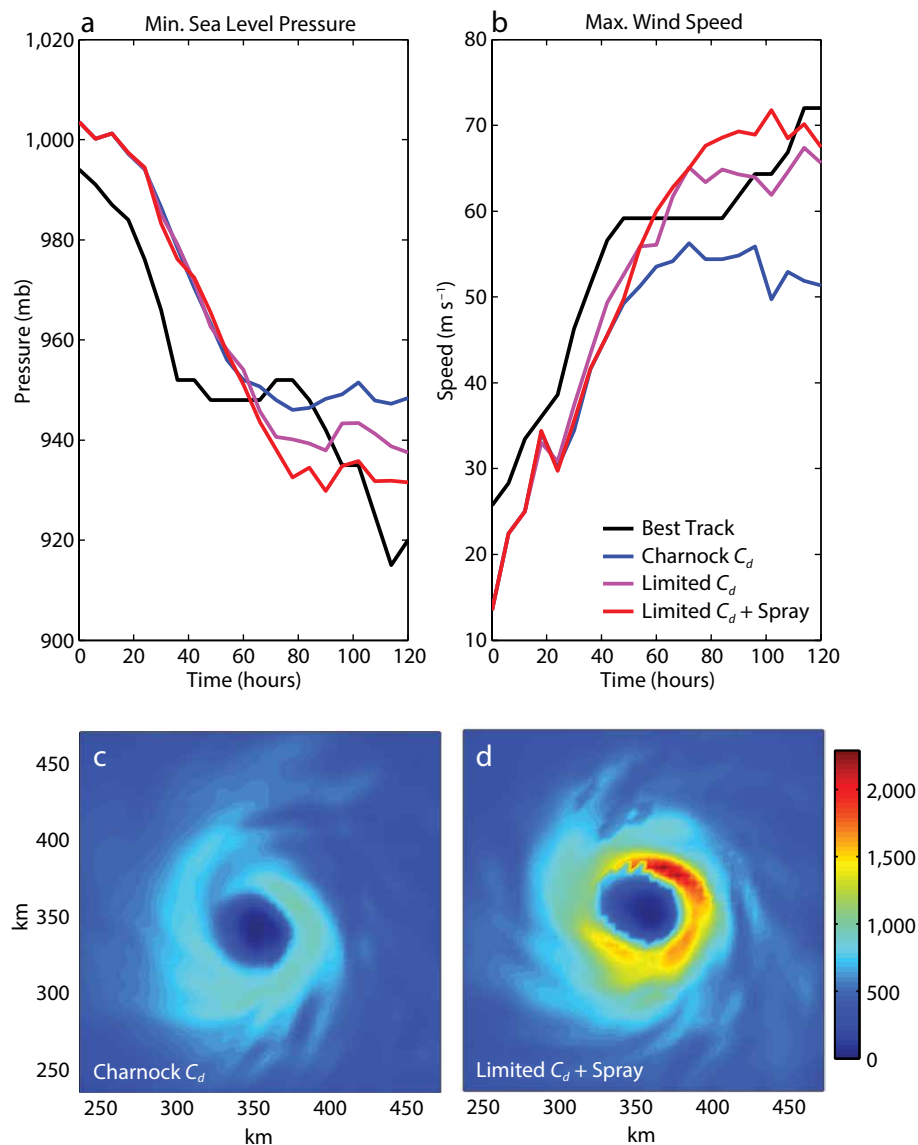 a
Min. Sea Level Pressure
1,020
1,000
980
960
940
920
900
Pressure (mb)
0 20 40 60 80 100 120
Time (hours)
b
Max. Wind Speed
80
70
60
50
40
30
20
10
Speed (m s⁻¹)
Best Track
Charnock C_d
Limited C_d
Limited C_d + Spray
0 20 40 60 80 100 120
Time (hours)
c
450
400
350
300
250
km
Charnock C_d
250 300 350 400 450
km
d
Limited C_d + Spray
250 300 350 400 450
km
2,000
1,500
1,000
500
0